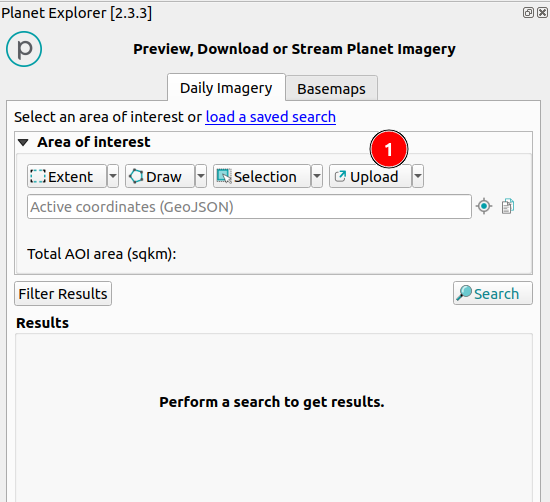 Planet Explorer [2.3.3]
p
Preview, Download or Stream Planet Imagery
Daily Imagery
Basemaps
Select an area of interest or load a saved search
Area of interest
1
Extent
Draw
Selection
Upload
Active coordinates (GeoJSON)
Total AOI area (sqkm):
Filter Results
Search
Results
Perform a search to get results.